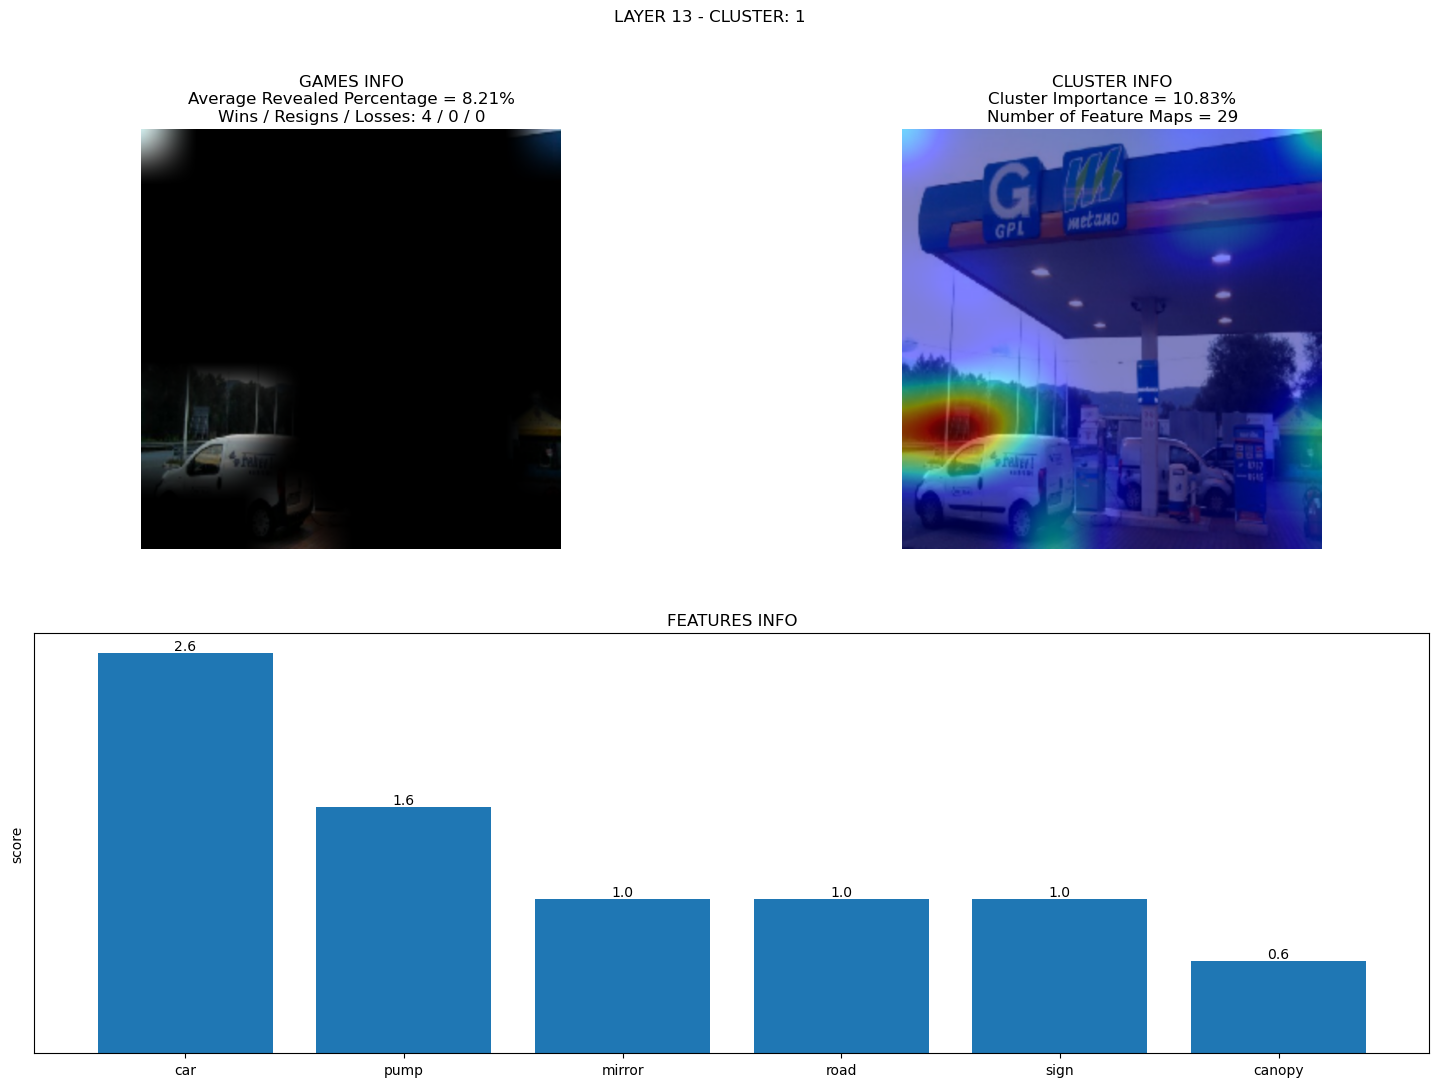 LAYER 13 - CLUSTER: 1
GAMES INFO
Average Revealed Percentage = 8.21%
Wins / Resigns / Losses: 4 / 0 / 0
CLUSTER INFO
Cluster Importance = 10.83%
Number of Feature Maps = 29
G
GPL
metano
FEATURES INFO
score
2.6
1.6
1.0
1.0
1.0
0.6
car
pump
mirror
road
sign
canopy